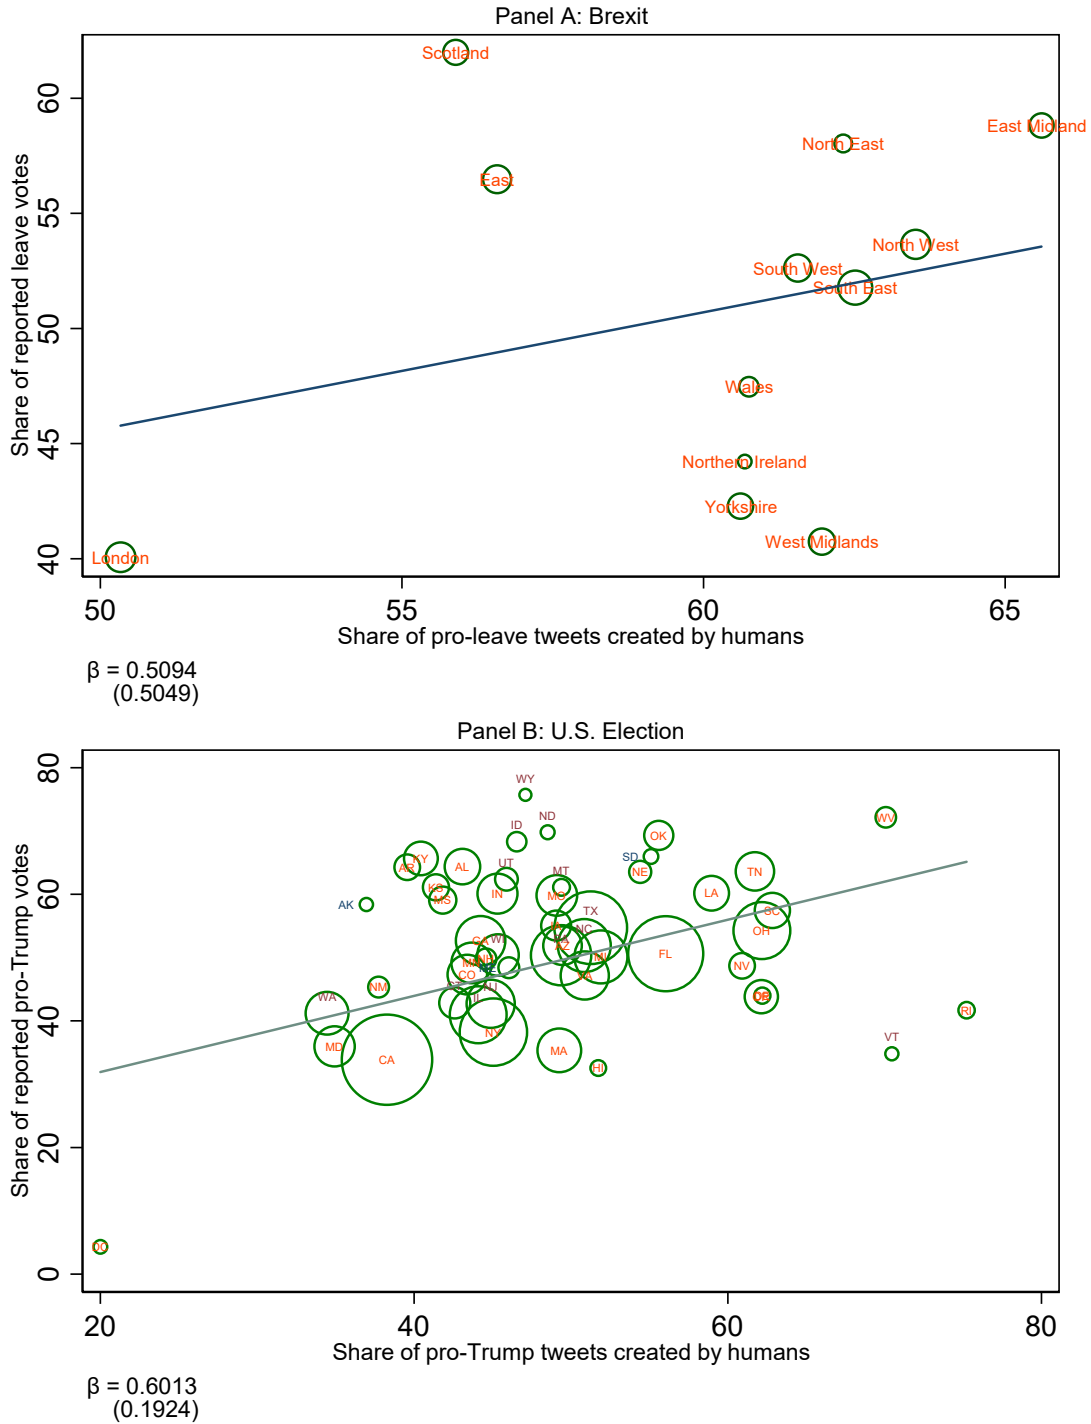 Panel A: Brexit
Share of reported leave votes
60
55
50
45
40
Scotland
East Midland
North East
East
North West
South West
South East
Wales
Northern Ireland
Yorkshire
West Midlands
London
50
55
60
65
Share of pro-leave tweets created by humans
β = 0.5094
(0.5049)
Panel B: U.S. Election
Share of reported pro-Trump votes
80
60
40
20
0
WY
ND
ID
WV
OK
SD
KY
AR
AL
UT
MT
NE
TN
KS
MS
IN
MO
LA
AK
TX
SC
NC
GA
WI
OH
AZ
MI
FL
NV
CO
VA
NM
NJ
WA
NY
RI
MD
CA
MA
VT
HI
DC
20
40
60
80
Share of pro-Trump tweets created by humans
β = 0.6013
(0.1924)